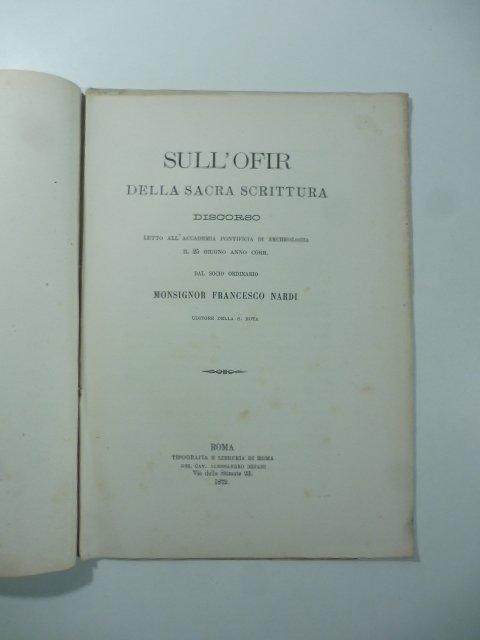 SULL'OFIR
DELLA SACRA SCRITTURA
DISCORSO
LETTO ALL'ACCADEMIA PONTIFICIA DI ARCHEOLOGIA
IL 25 GIUGNO ANNO CORR.
DAL SOCIO ORDINARIO
MONSIGNOR FRANCESCO NARDI
UDITORE DELLA S. ROTA
ROMA
TIPOGRAFIA E LIBRERIA DI ROMA
DEL CAV. ALESSANDRO BEFANI
Via delle Stimate 23.
1872.